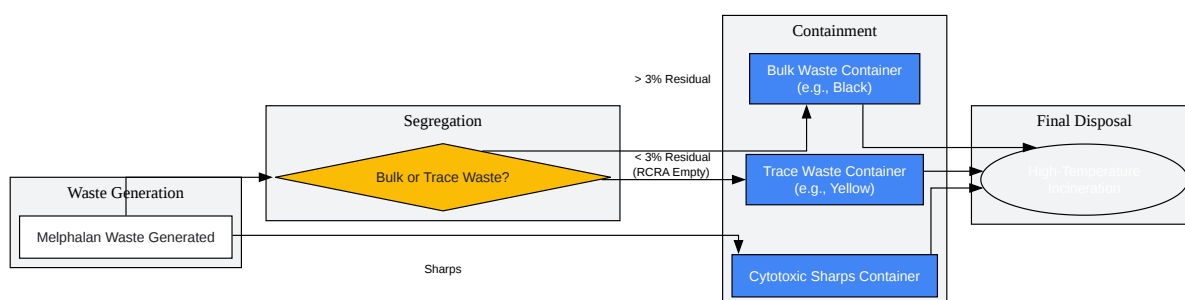 Waste Generation
Melphalan Waste Generated
Segregation
Bulk or Trace Waste?
> 3% Residual
< 3% Residual
(RCRA Empty)
Sharps
Containment
Bulk Waste Container
(e.g., Black)
Trace Waste Container
(e.g., Yellow)
Cytotoxic Sharps Container
Final Disposal
High-Temperature
Incineration